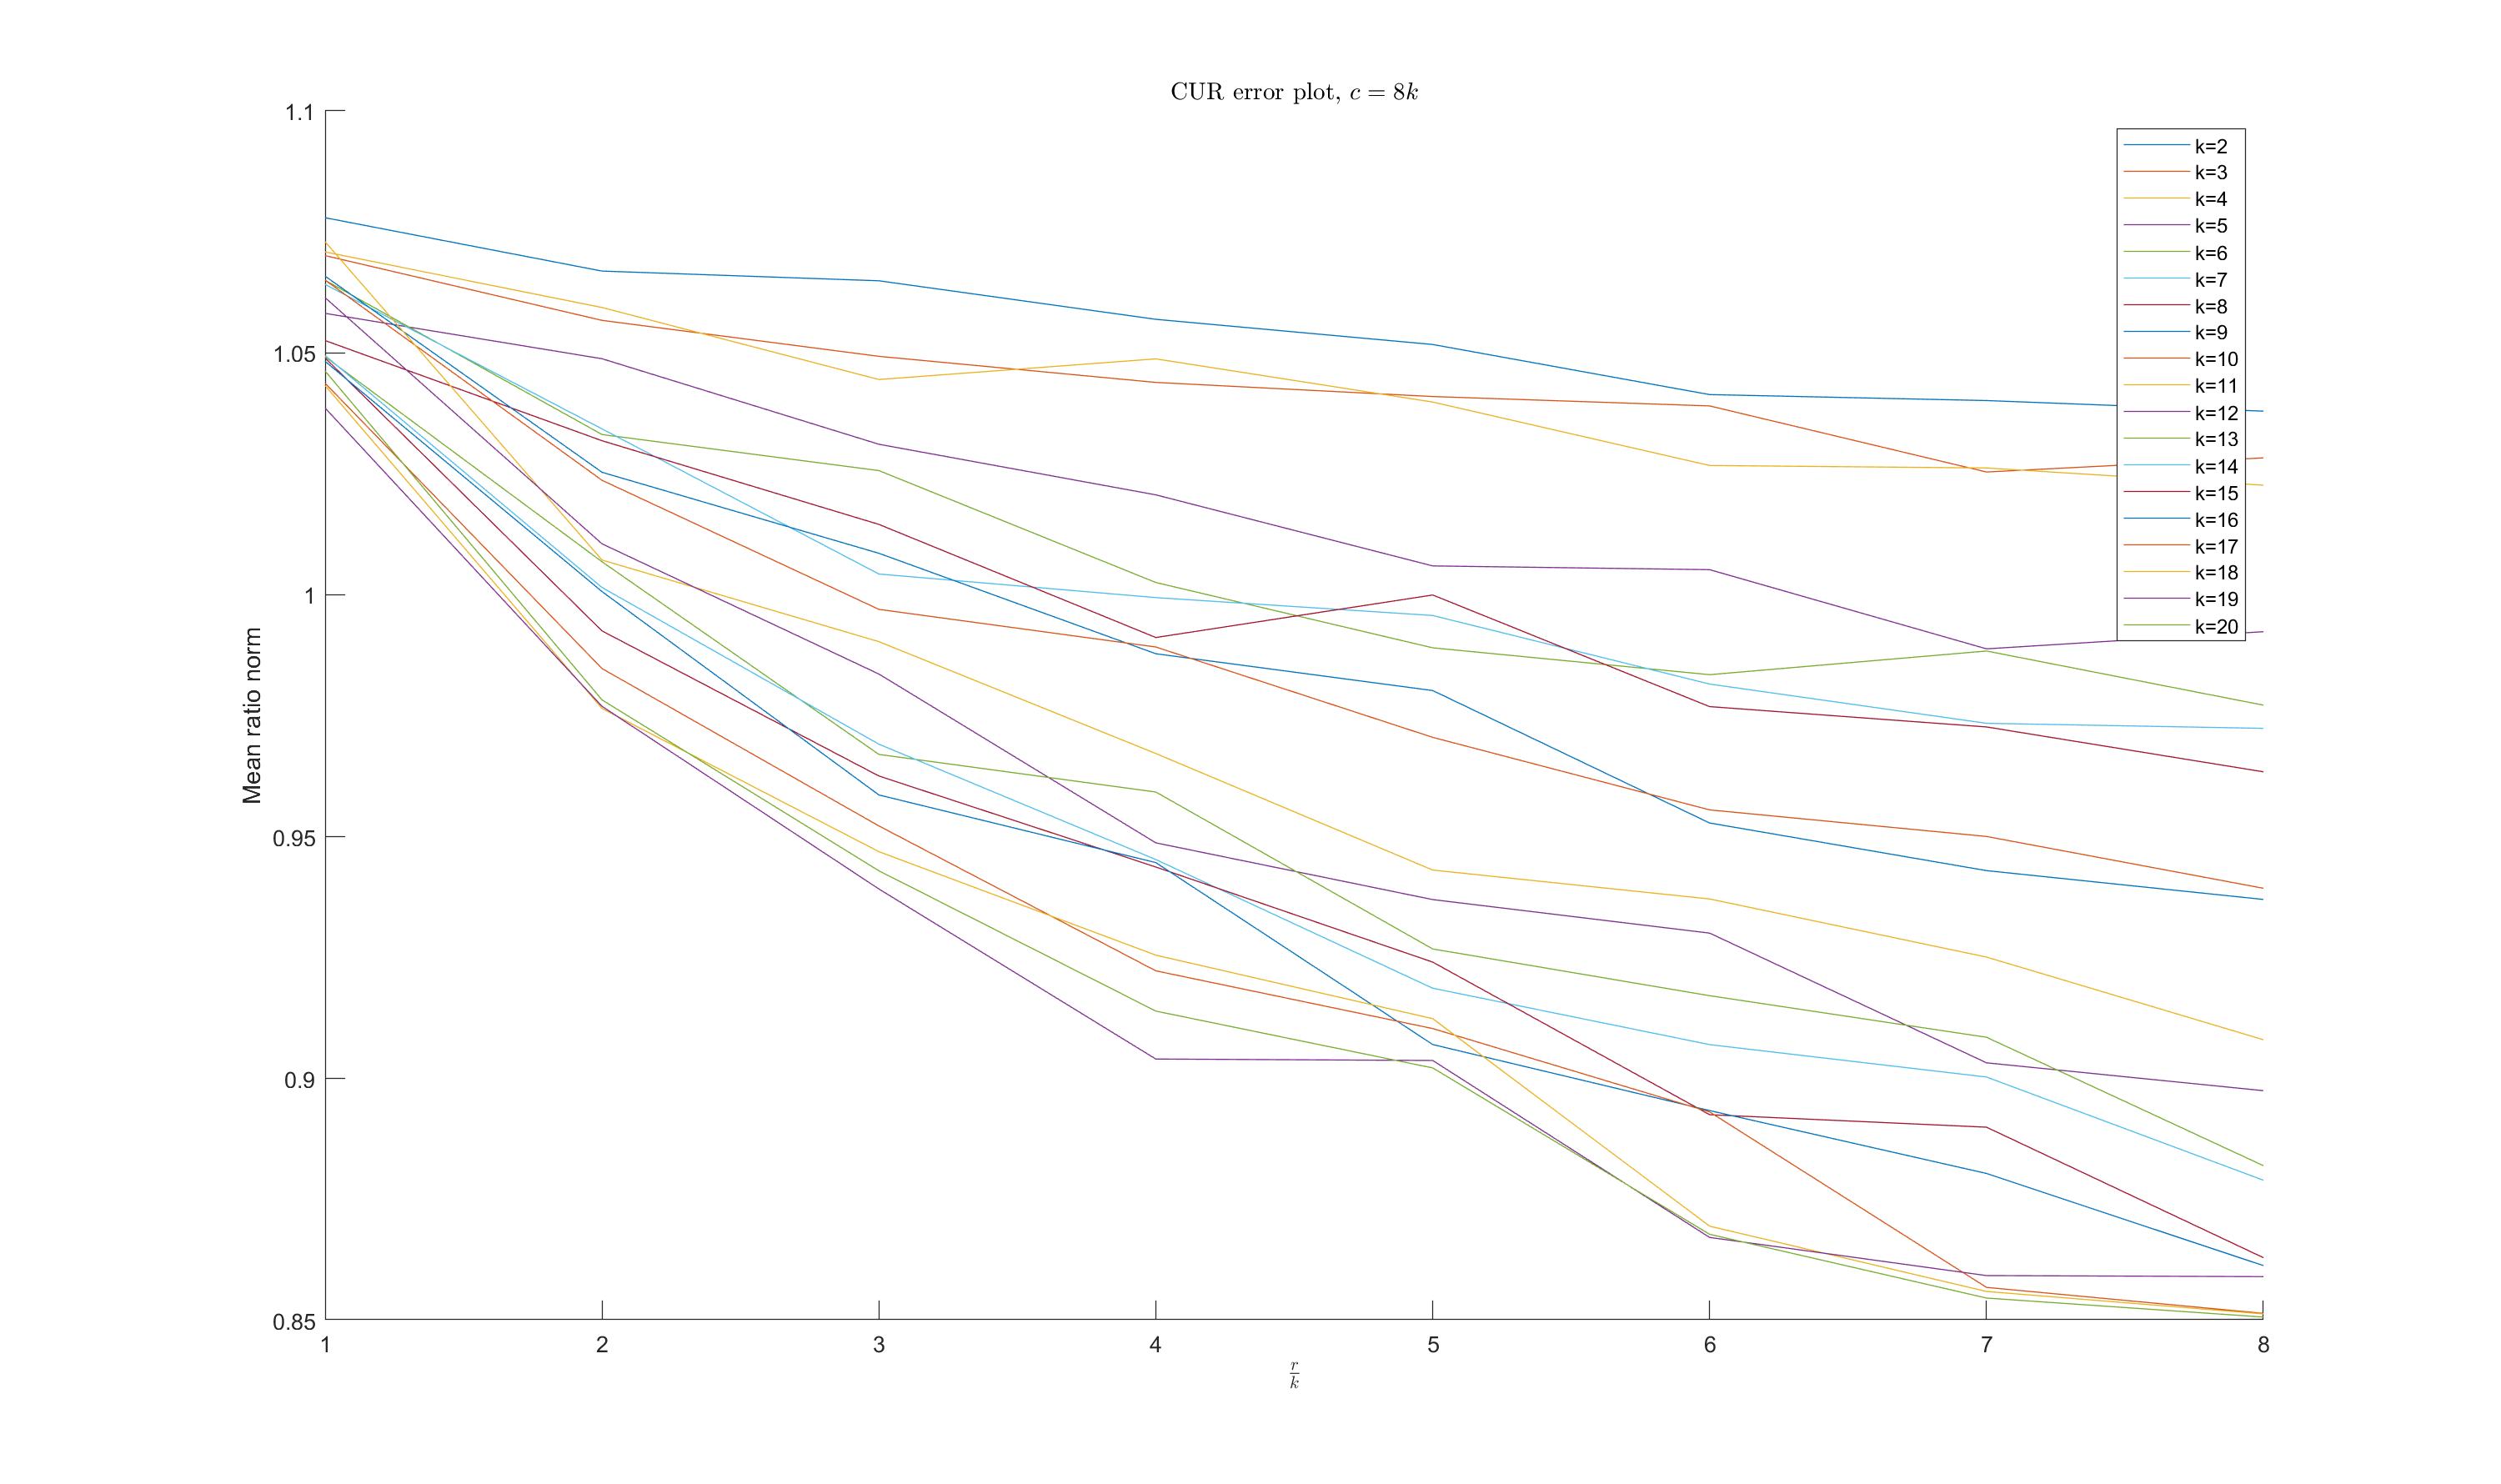 CUR error plot, c = 8k
1.1
1.05
1
0.95
0.9
0.85
Mean ratio norm
k=2
k=3
k=4
k=5
k=6
k=7
k=8
k=9
k=10
k=11
k=12
k=13
k=14
k=15
k=16
k=17
k=18
k=19
k=20
1 2 3 4 5 6 7 8
r
k